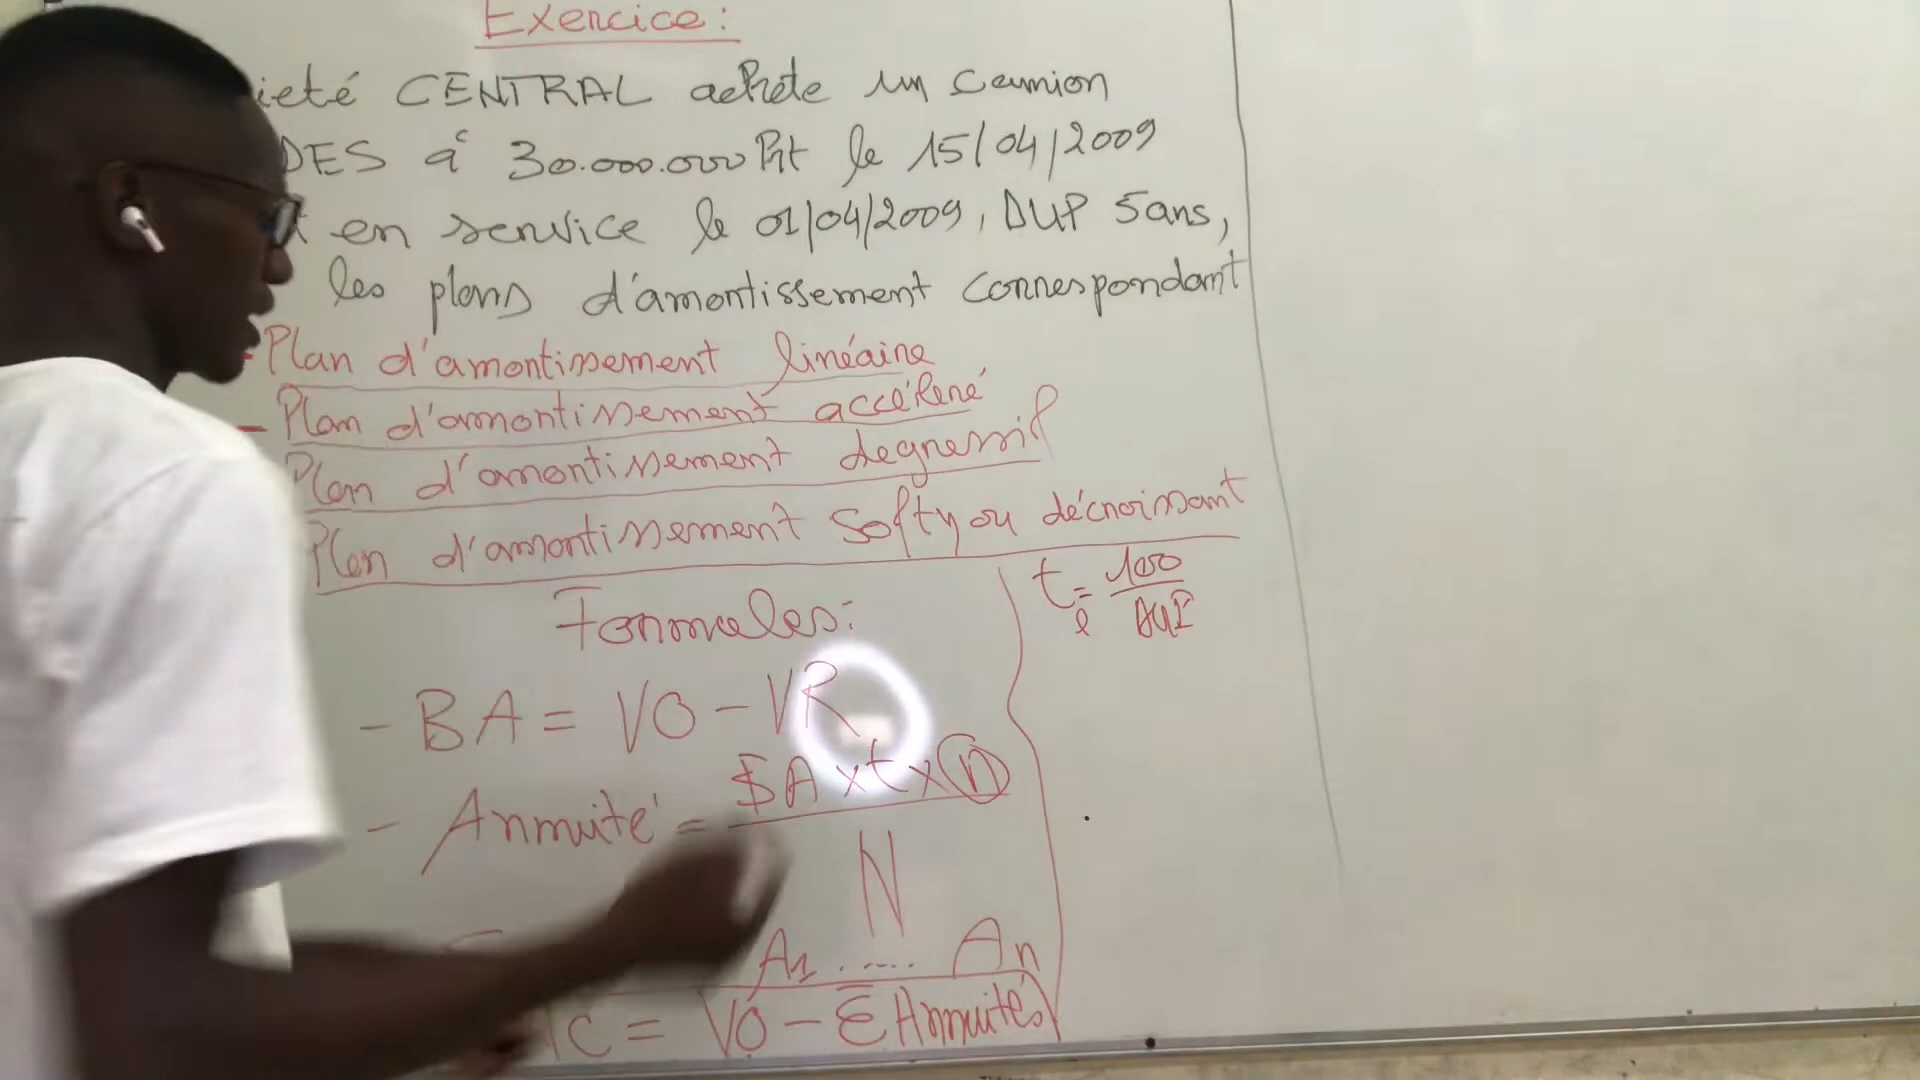 Exercice :
ieté CENTRAL achète un camion
DES à 30.000.000 le 15/04/2009
en service le 01/04/2009, DUP 5ans,
les plans d'amortissement correspondant
- Plan d'amortissement linéaire
- Plan d'amortissement accéléré
Plan d'amortissement degressif
Plan d'amortissement Softy ou décroissant
Formules :
t_l = 100 / DUP
- BA = VO - VR
- Annuité = BA x t x n / N
A1 ..... An
C = VO - Σ Annuités